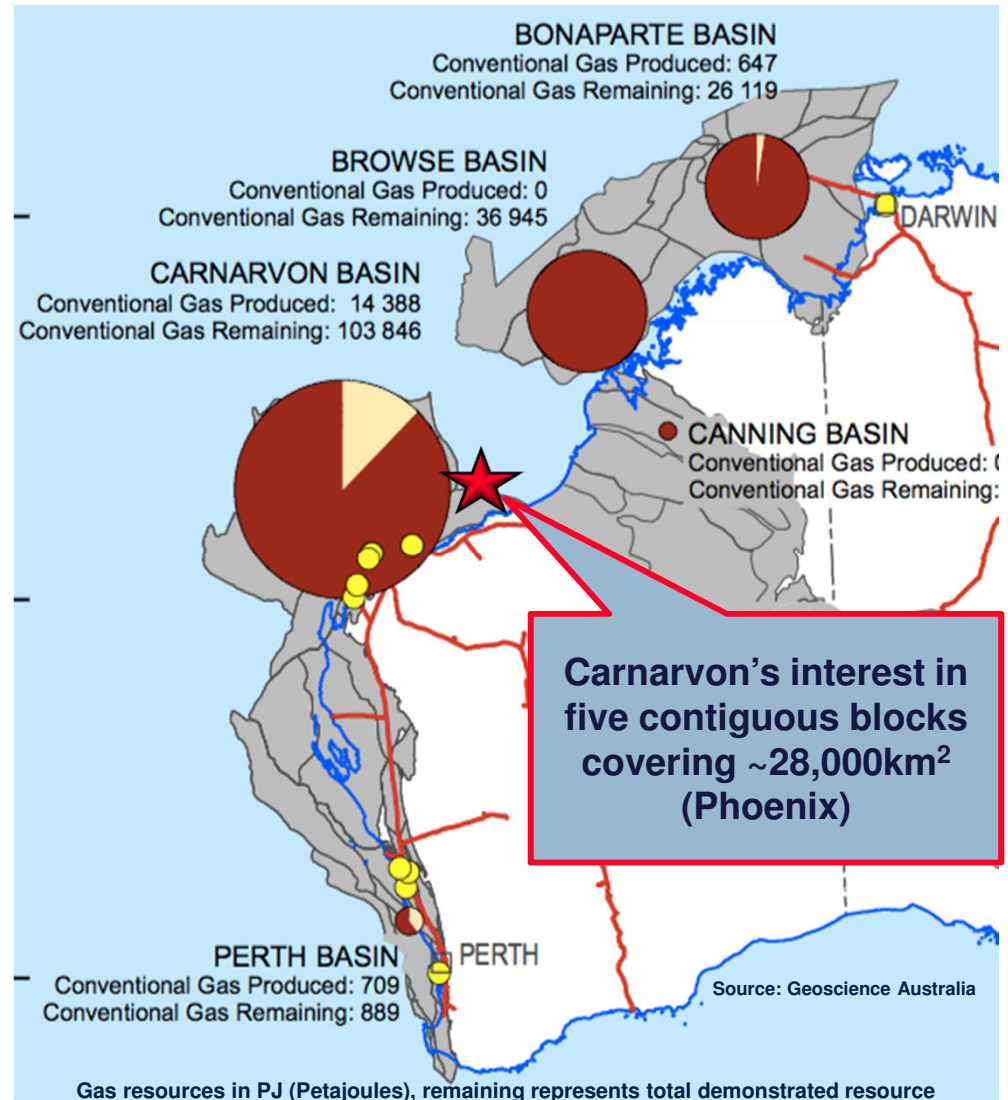 BONAPARTE BASIN
Conventional Gas Produced: 647
Conventional Gas Remaining: 26 119
BROWSE BASIN
Conventional Gas Produced: 0
Conventional Gas Remaining: 36 945
DARWIN
CARNARVON BASIN
Conventional Gas Produced: 14 388
Conventional Gas Remaining: 103 846
CANNING BASIN
Conventional Gas Produced:
Conventional Gas Remaining:
Carnarvon's interest in
five contiguous blocks
covering ~28,000km²
(Phoenix)
PERTH
PERTH BASIN
Conventional Gas Produced: 709
Conventional Gas Remaining: 889
Source: Geoscience Australia
Gas resources in PJ (Petajoules), remaining represents total demonstrated resource